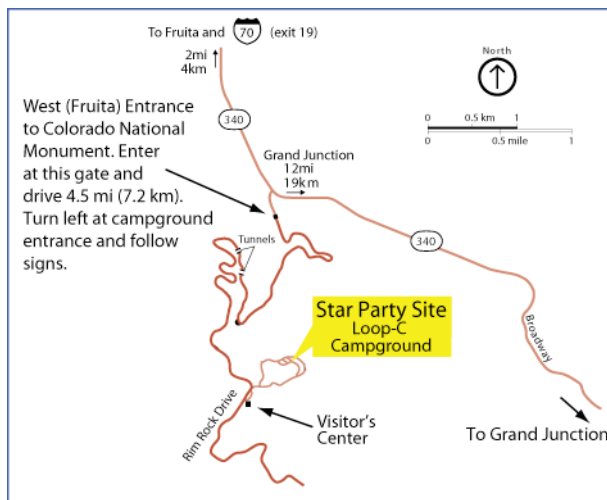 To Fruita and 70 (exit 19)
2mi
4km
North
West (Fruita) Entrance
to Colorado National
Monument. Enter
at this gate and
drive 4.5 mi (7.2 km).
Turn left at campground
entrance and follow
signs.
340
0 0.5 km 1
0 0.5 mile 1
Grand Junction
12mi
19km
340
Tunnels
Star Party Site
Loop-C
Campground
Broadway
Rim Rock Drive
Visitor's
Center
To Grand Junction